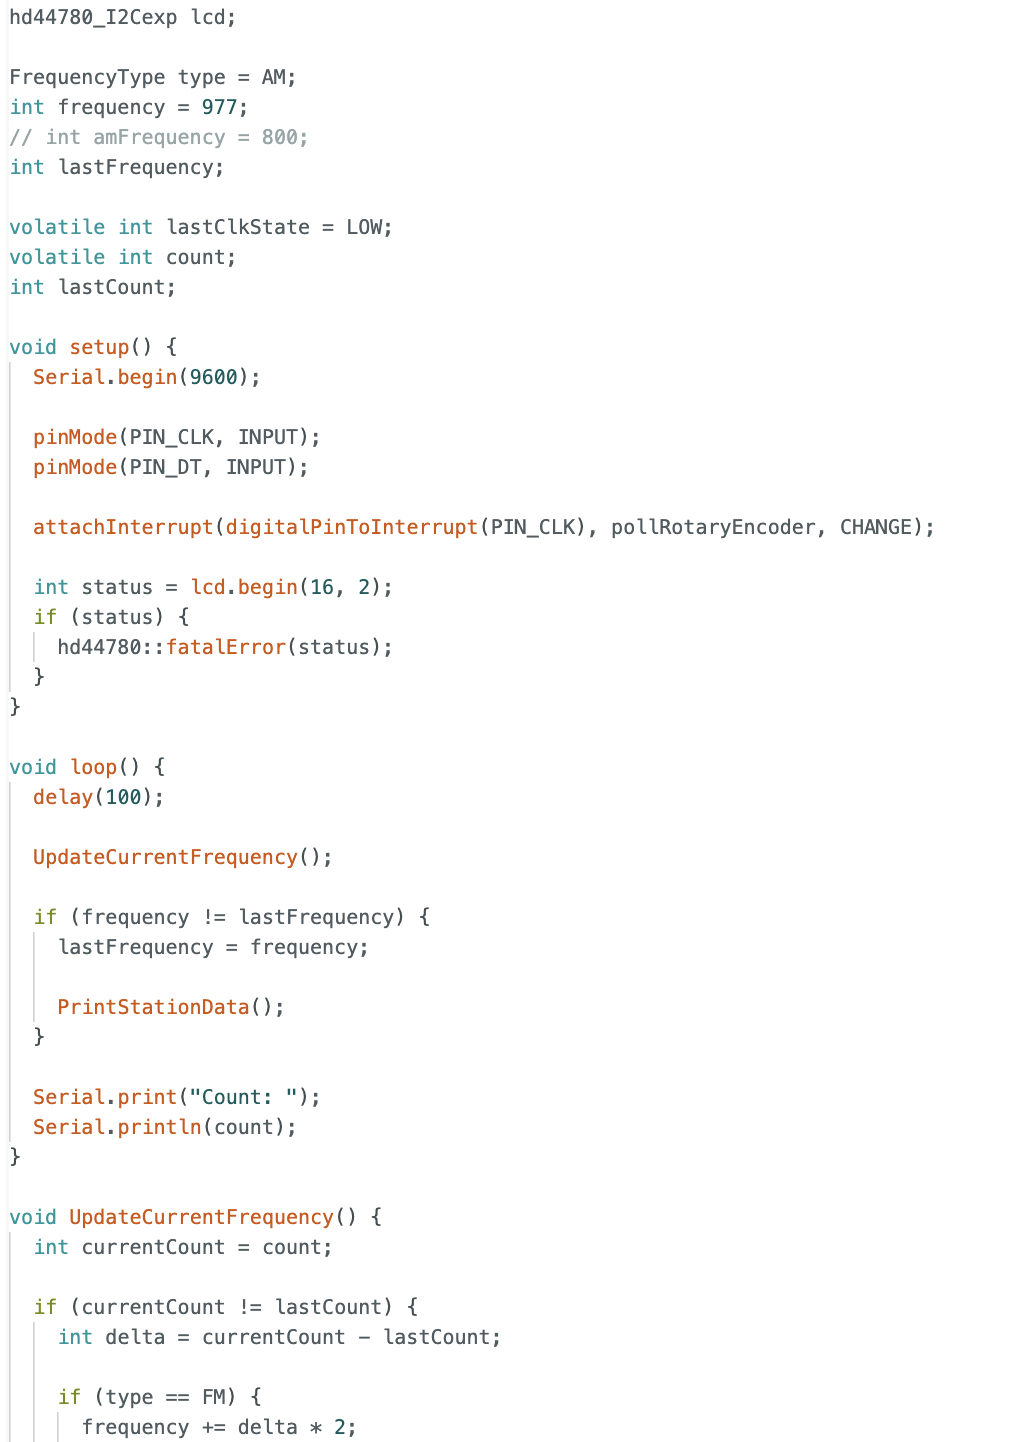 hd44780_I2Cexp lcd;
FrequencyType type = AM;
int frequency = 977;
// int amFrequency = 800;
int lastFrequency;
volatile int lastClkState = LOW;
volatile int count;
int lastCount;
void setup() {
Serial.begin(9600);
pinMode(PIN_CLK, INPUT);
pinMode(PIN_DT, INPUT);
attachInterrupt(digitalPinToInterrupt(PIN_CLK), pollRotaryEncoder, CHANGE);
int status = lcd.begin(16, 2);
if (status) {
hd44780::fatalError(status);
}
}
void loop() {
delay(100);
UpdateCurrentFrequency();
if (frequency != lastFrequency) {
lastFrequency = frequency;
PrintStationData();
}
Serial.print("Count: ");
Serial.println(count);
}
void UpdateCurrentFrequency() {
int currentCount = count;
if (currentCount != lastCount) {
int delta = currentCount - lastCount;
if (type == FM) {
frequency += delta * 2;